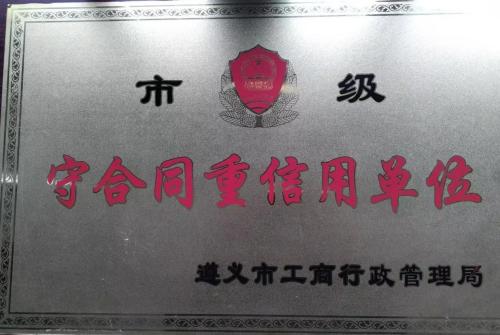 市级
守合同重信用单位
遵义市工商行政管理局